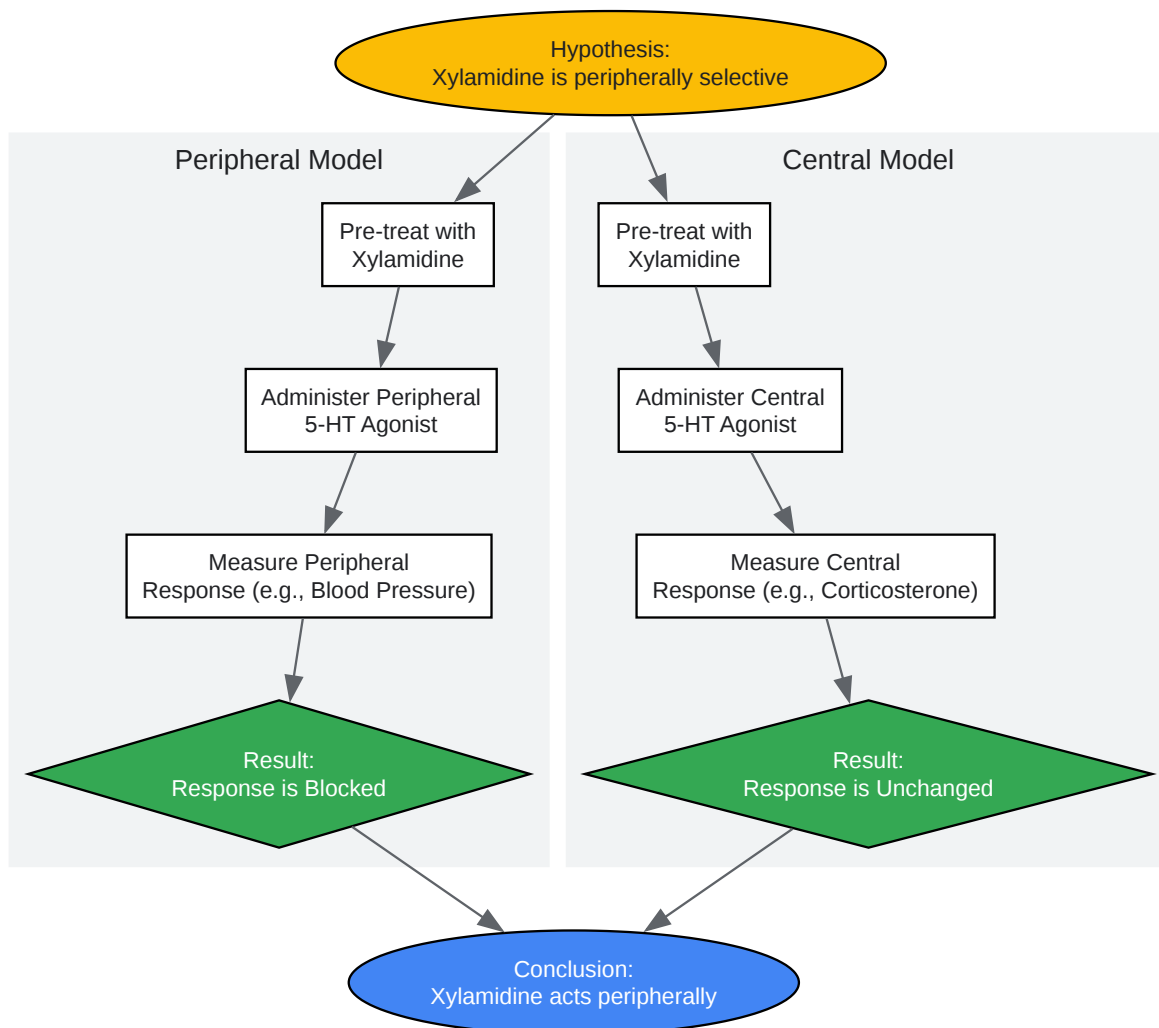 Hypothesis:
Xylamidine is peripherally selective
Peripheral Model
Pre-treat with
Xylamidine
Administer Peripheral
5-HT Agonist
Measure Peripheral
Response (e.g., Blood Pressure)
Result:
Response is Blocked
Central Model
Pre-treat with
Xylamidine
Administer Central
5-HT Agonist
Measure Central
Response (e.g., Corticosterone)
Result:
Response is Unchanged
Conclusion:
Xylamidine acts peripherally